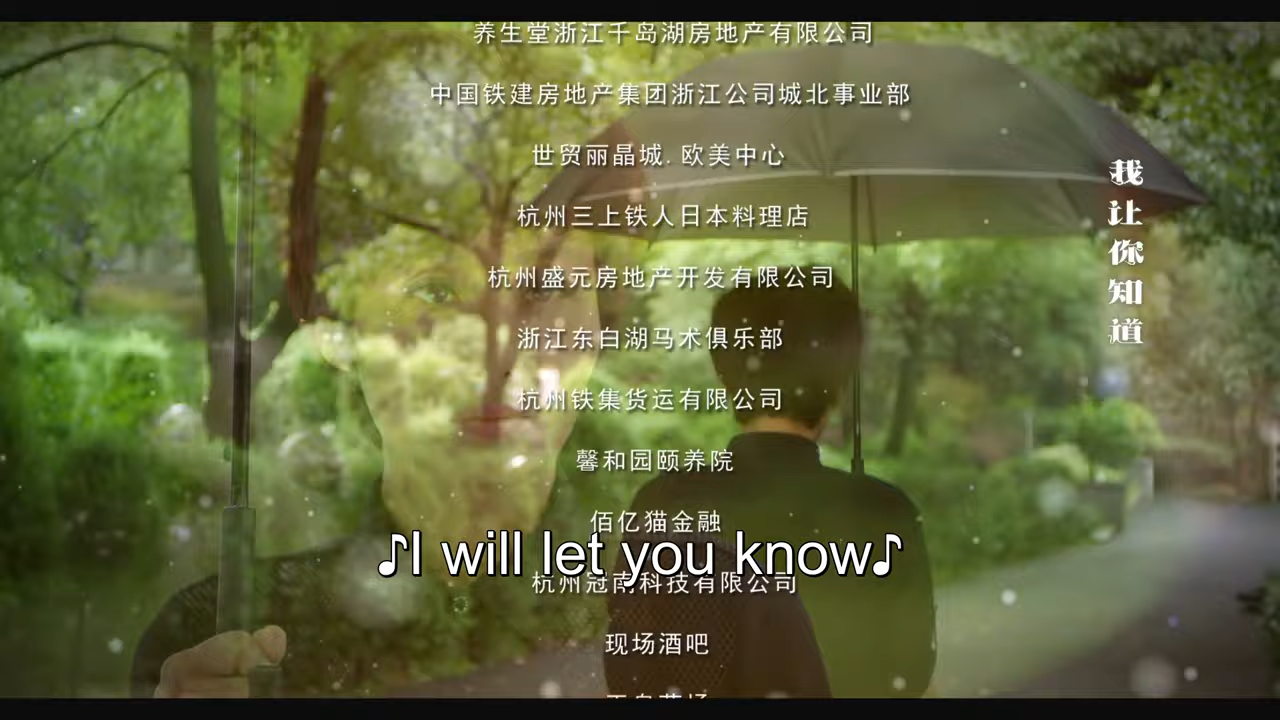 养生堂浙江千岛湖房地产有限公司
中国铁建房地产集团浙江公司城北事业部
世贸丽晶城. 欧美中心
杭州三上铁人日本料理店
杭州盛元房地产开发有限公司
浙江东白湖马术俱乐部
杭州铁集货运有限公司
馨和园颐养院
佰亿猫金融
♪I will let you know♪
杭州冠南科技有限公司
现场酒吧
我让你知道